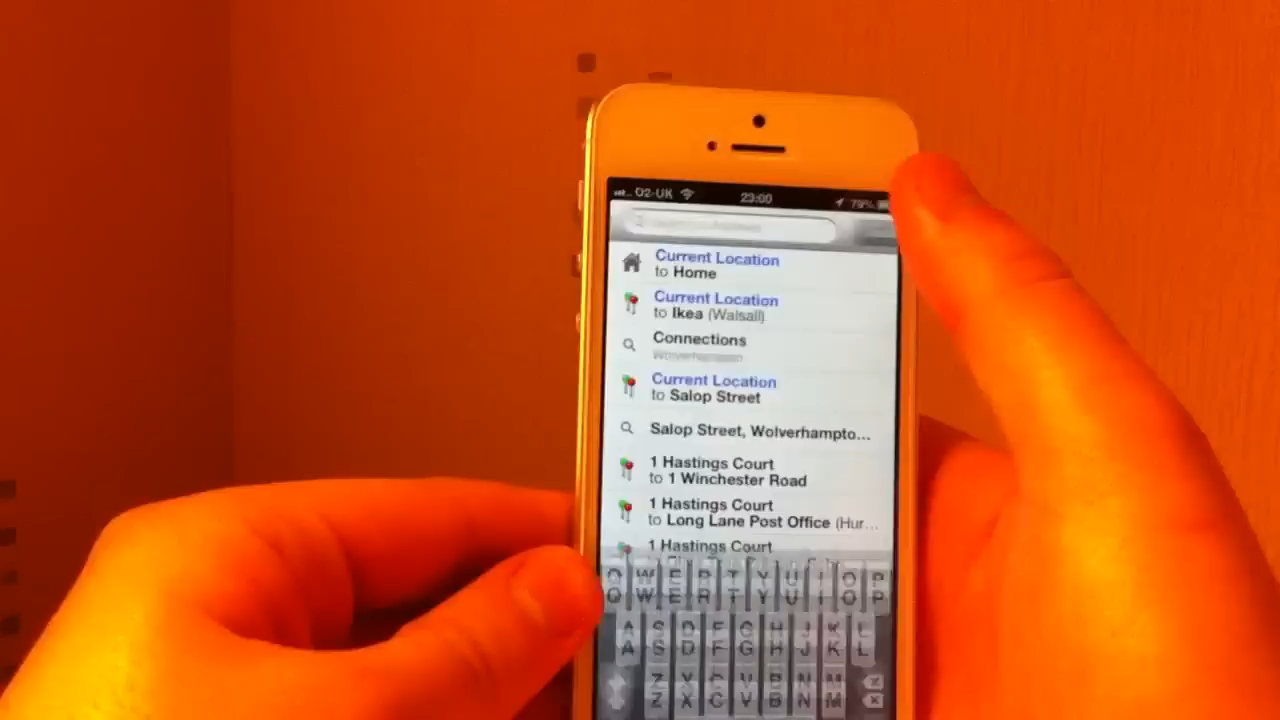 O2-UK 23:00 79%
Current Location
to Home
Current Location
to Ikea (Walsall)
Connections
Wolverhampton
Current Location
to Salop Street
Salop Street, Wolverhampto...
1 Hastings Court
to 1 Winchester Road
1 Hastings Court
to Long Lane Post Office (Hur...
1 Hastings Court
Q W E R T Y U I O P
A S D F G H J K L
Z X C V B N M